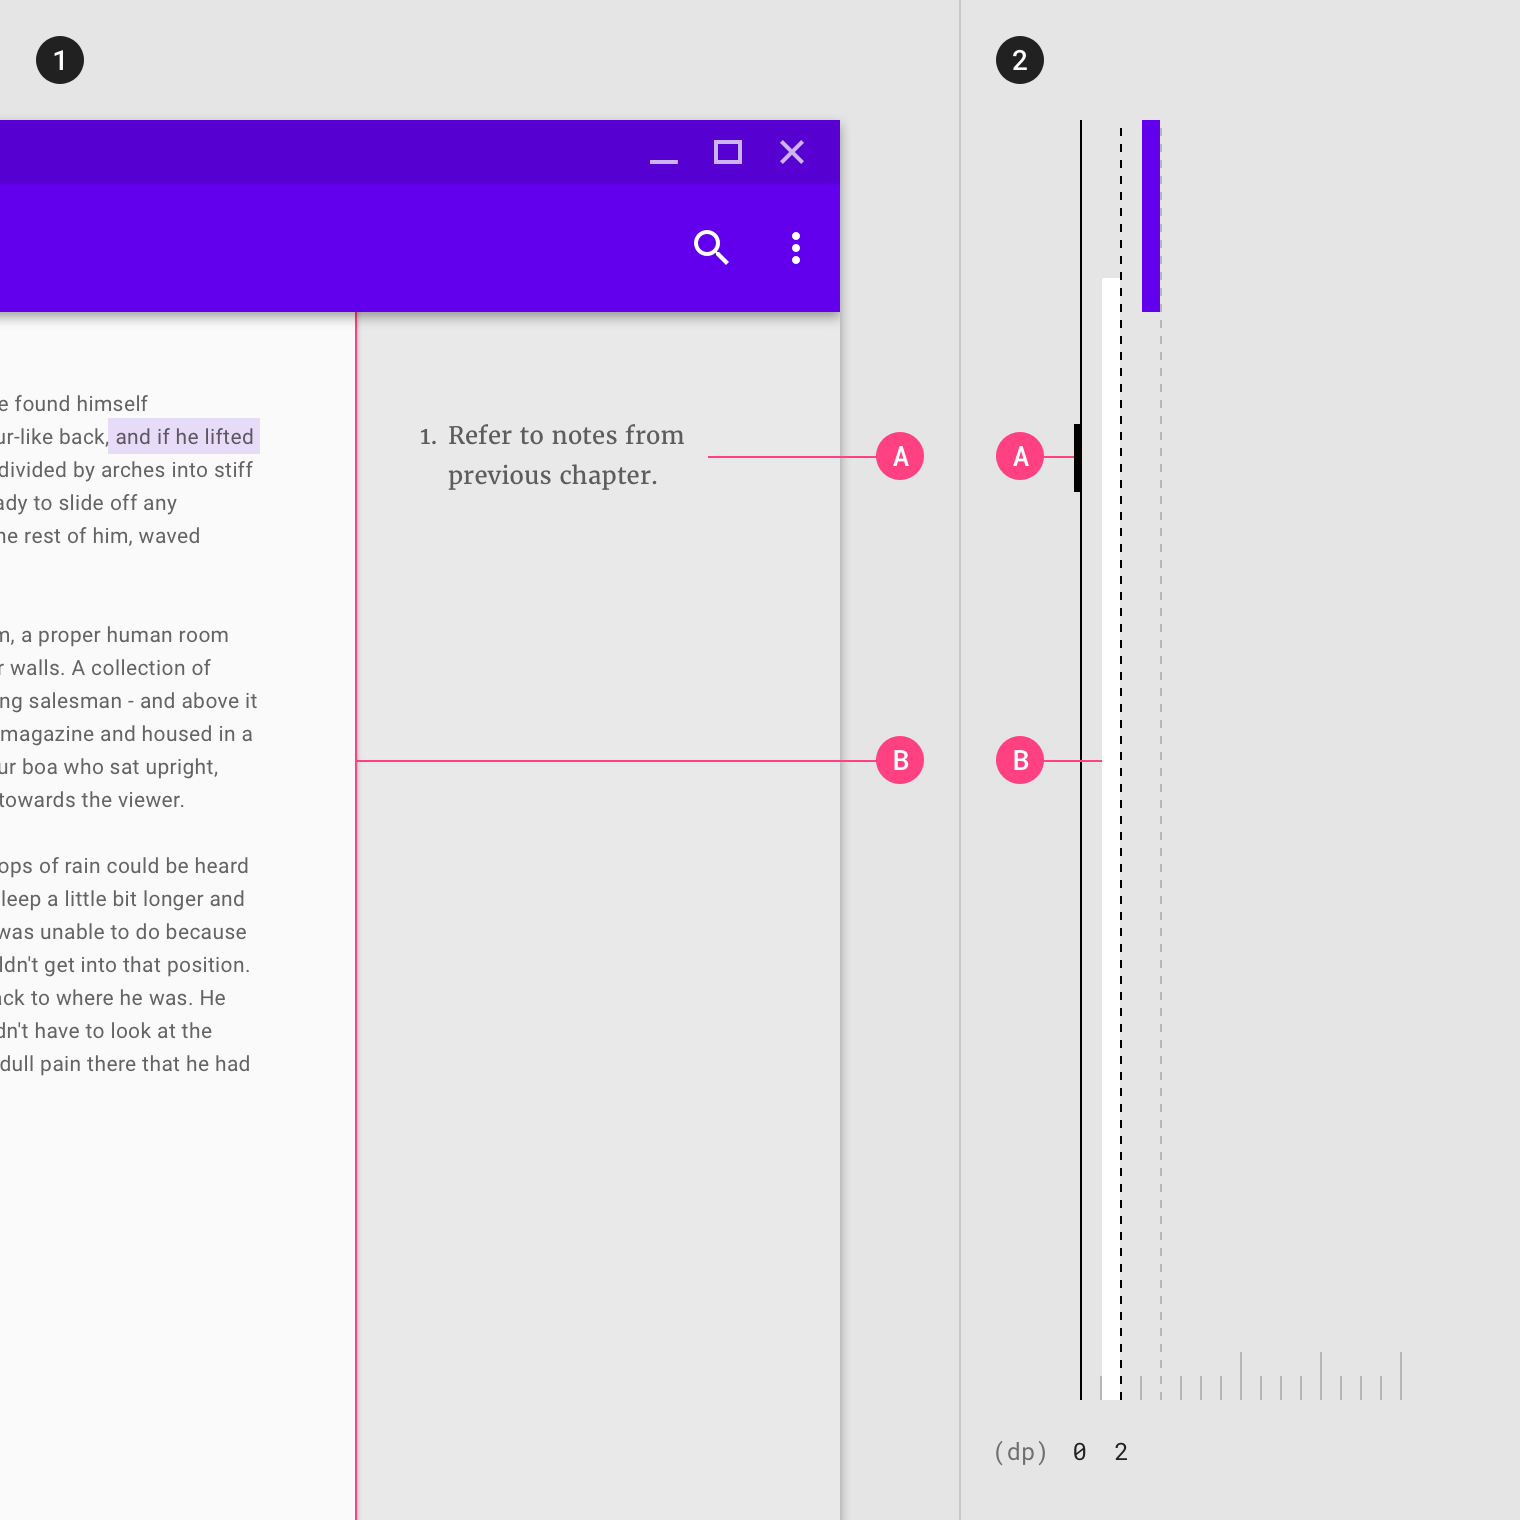 1
2
e found himself
ur-like back, and if he lifted
divided by arches into stiff
ady to slide off any
ne rest of him, waved
1. Refer to notes from
previous chapter.
A
A
m, a proper human room
r walls. A collection of
ng salesman - and above it
magazine and housed in a
ur boa who sat upright,
towards the viewer.
B
B
ops of rain could be heard
leep a little bit longer and
was unable to do because
ldn't get into that position.
ack to where he was. He
dn't have to look at the
dull pain there that he had
(dp) 0 2